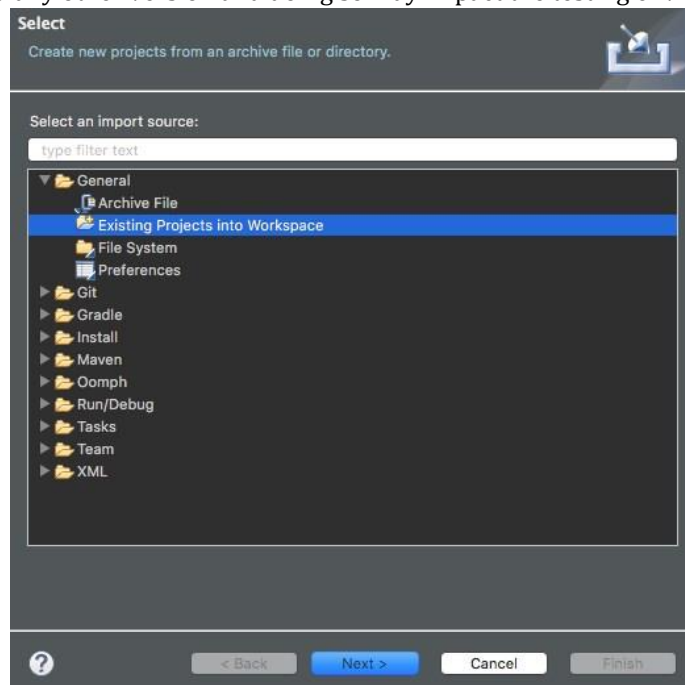 Select
Create new projects from an archive file or directory.
Select an import source:
type filter text
General
Archive File
Existing Projects into Workspace
File System
Preferences
Git
Gradle
Install
Maven
Oomph
Run/Debug
Tasks
Team
XML
?
< Back
Next >
Cancel
Finish